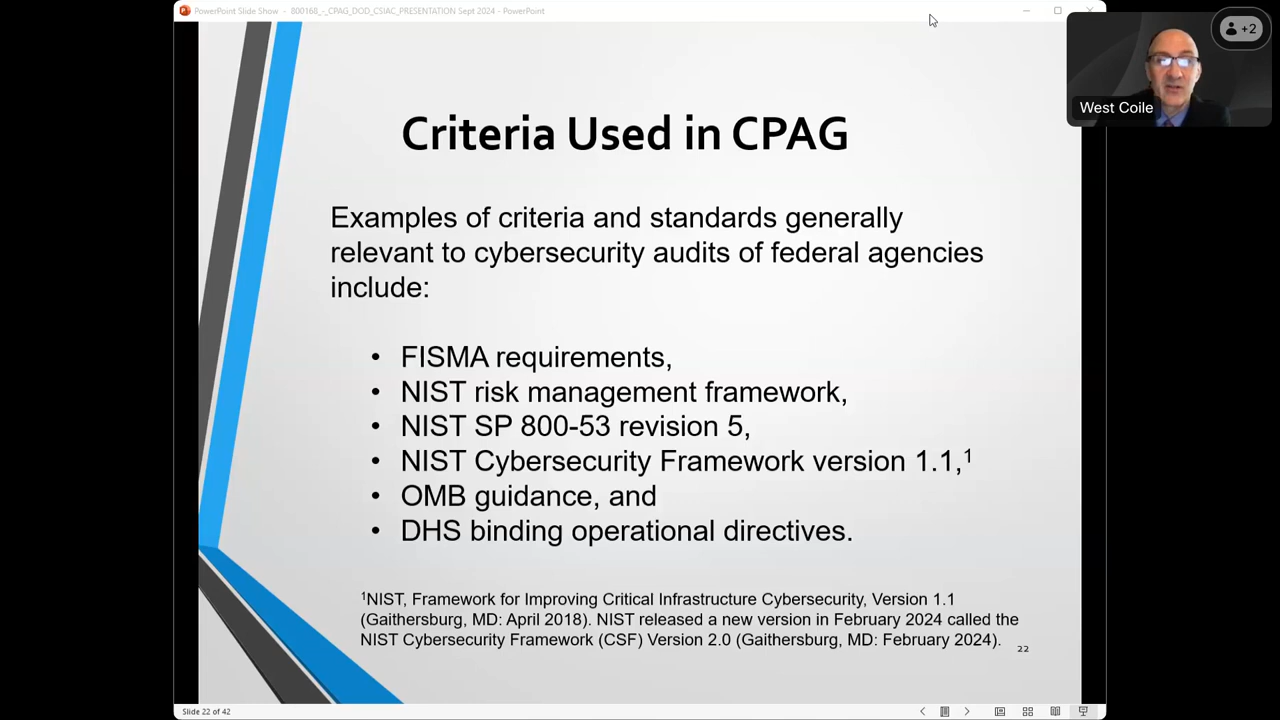 PowerPoint Slide Show - 800168_-_CPAG_DOD_CSIAC_PRESENTATION Sept 2024 - PowerPoint
+2
West Coile
Criteria Used in CPAG
Examples of criteria and standards generally
relevant to cybersecurity audits of federal agencies
include:
• FISMA requirements,
• NIST risk management framework,
• NIST SP 800-53 revision 5,
• NIST Cybersecurity Framework version 1.1,¹
• OMB guidance, and
• DHS binding operational directives.
¹NIST, Framework for Improving Critical Infrastructure Cybersecurity, Version 1.1
(Gaithersburg, MD: April 2018). NIST released a new version in February 2024 called the
NIST Cybersecurity Framework (CSF) Version 2.0 (Gaithersburg, MD: February 2024).
22
Slide 22 of 42